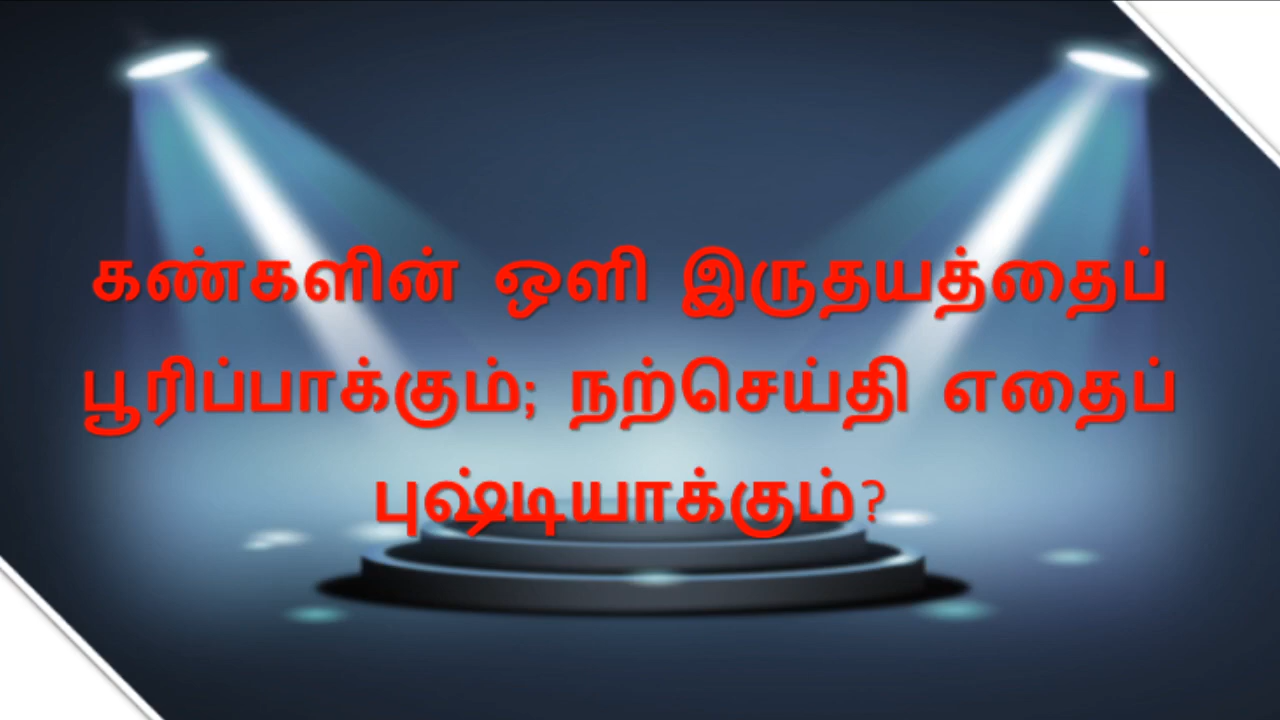 கண்களின் ஒளி இருதயத்தைப்
பூரிப்பாக்கும்; நற்செய்தி எதைப்
புஷ்டியாக்கும்?